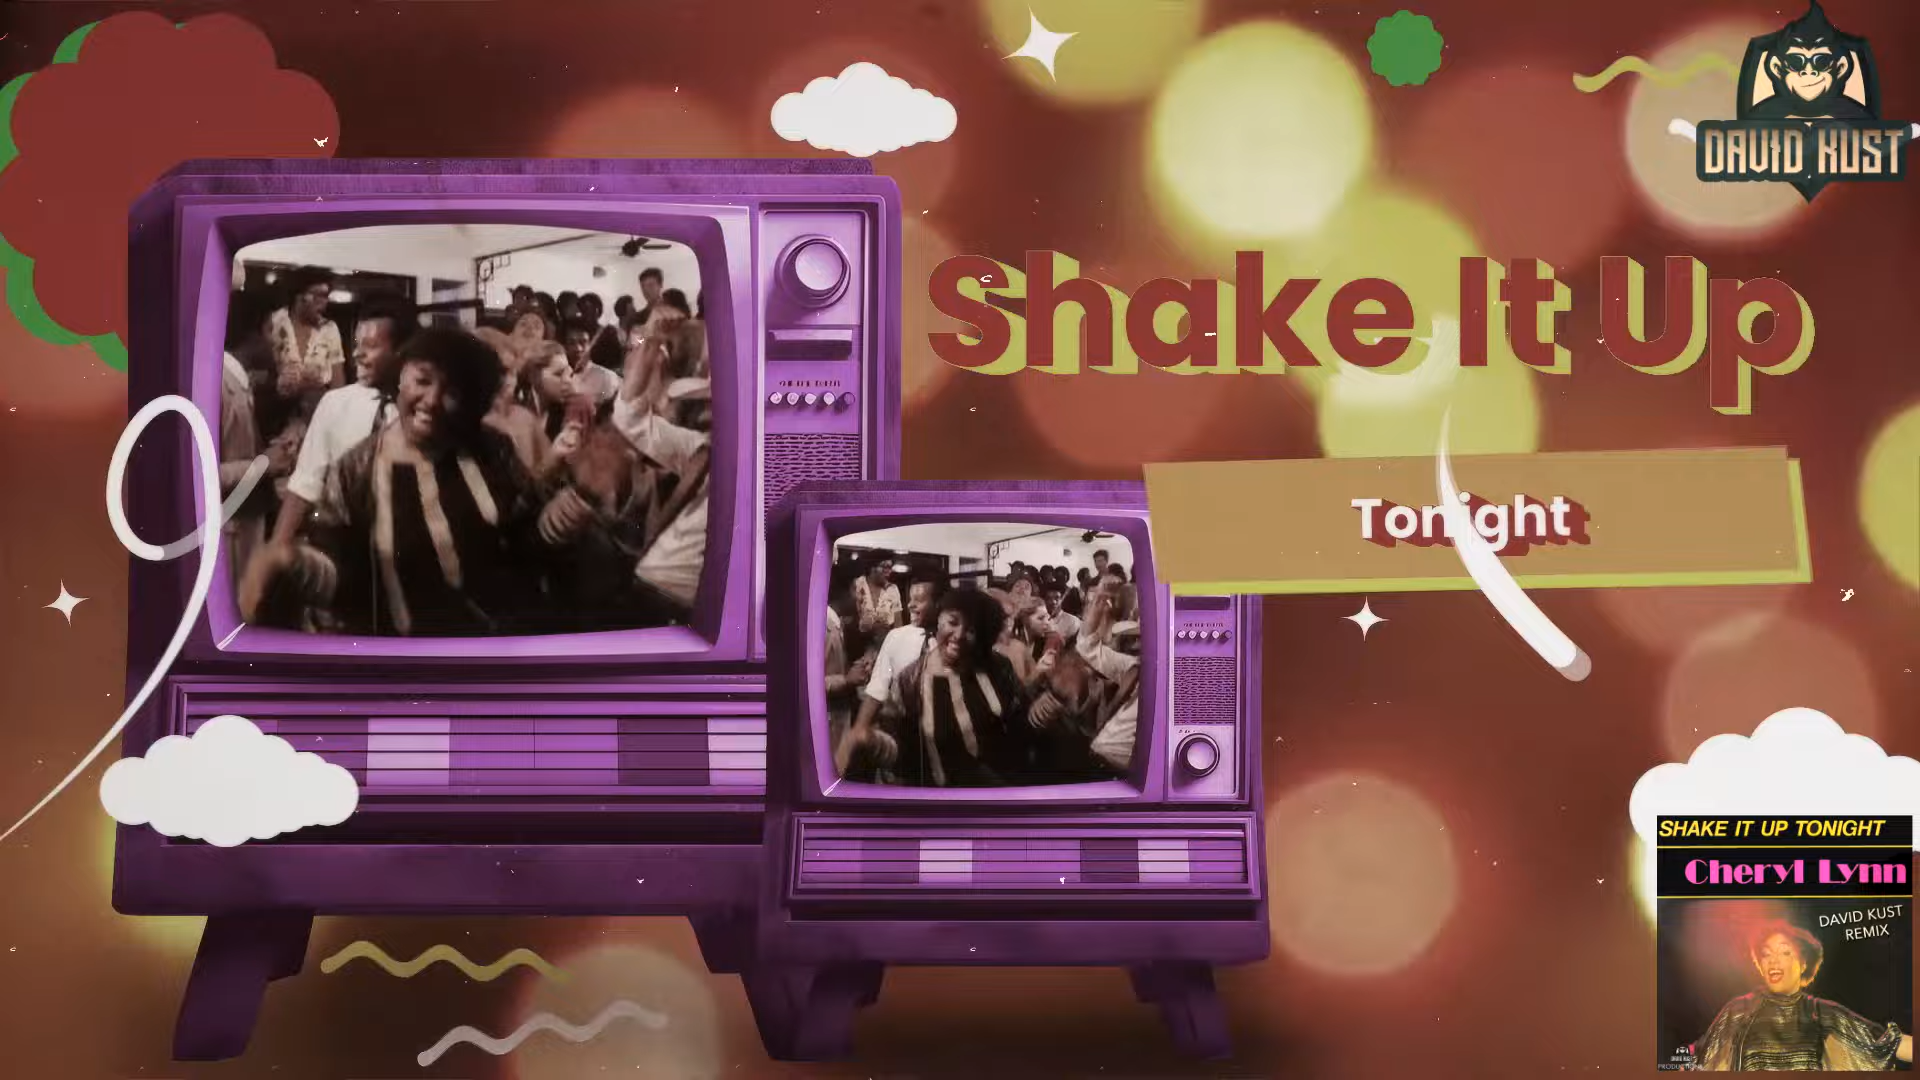 DAVID KUST
Shake It Up
Tonight
SHAKE IT UP TONIGHT
Cheryl Lynn
DAVID KUST
REMIX